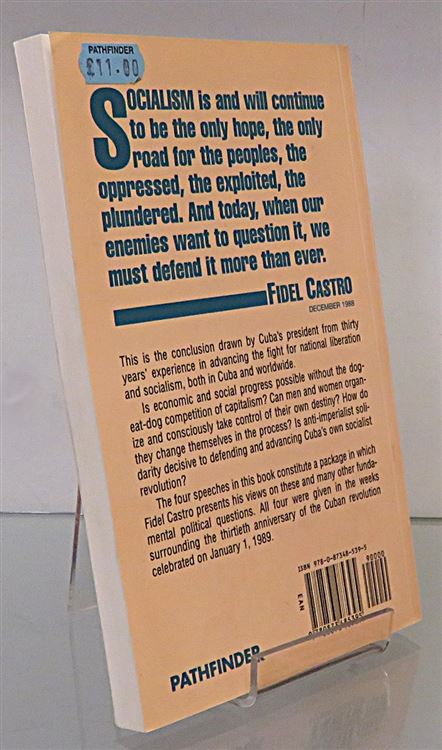 PATHFINDER
£11.00
SOCIALISM is and will continue
to be the only hope, the only
road for the peoples, the
oppressed, the exploited, the
plundered. And today, when our
enemies want to question it, we
must defend it more than ever.
FIDEL CASTRO
DECEMBER 1988
This is the conclusion drawn by Cuba's president from thirty
years' experience in advancing the fight for national liberation
and socialism, both in Cuba and worldwide.
Is economic and social progress possible without the dog-
eat-dog competition of capitalism? Can men and women organ-
ize and consciously take control of their own destiny? How do
they change themselves in the process? Is anti-imperialist soli-
darity decisive to defending and advancing Cuba's own socialist
revolution?
The four speeches in this book constitute a package in which
Fidel Castro presents his views on these and many other funda-
mental political questions. All four were given in the weeks
surrounding the thirtieth anniversary of the Cuban revolution
celebrated on January 1, 1989.
ISBN 978-0-87348-539-5
90000
EAN
PATHFINDER